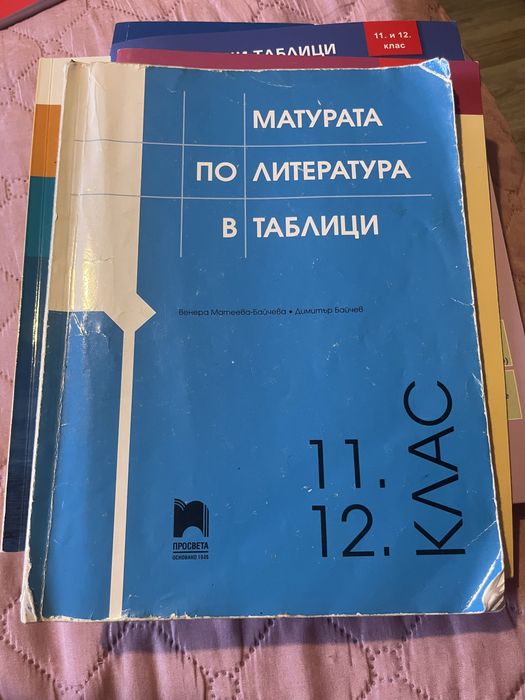 ТАБЛИЦИ
11. и 12.
клас
МАТУРАТА
ПО ЛИТЕРАТУРА
В ТАБЛИЦИ
Венера Матеева-Байчева • Димитър Байчев
11.
12.
КЛАС
ПРОСВЕТА
ОСНОВАНО 1945